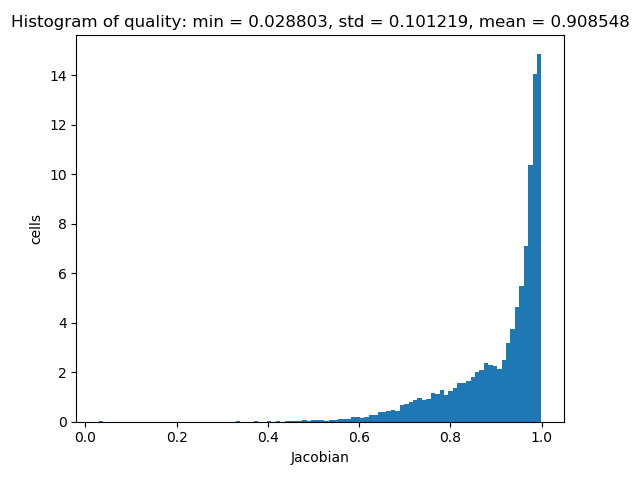 Histogram of quality: min = 0.028803, std = 0.101219, mean = 0.908548
14
12
10
8
6
4
2
0
cells
0.0 0.2 0.4 0.6 0.8 1.0
Jacobian